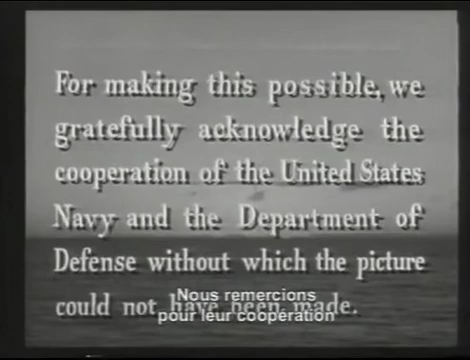 For making this possible, we
gratefully acknowledge the
cooperation of the United States
Navy and the Department of
Defense without which the picture
could not have been made.
Nous remercions
pour leur coopération